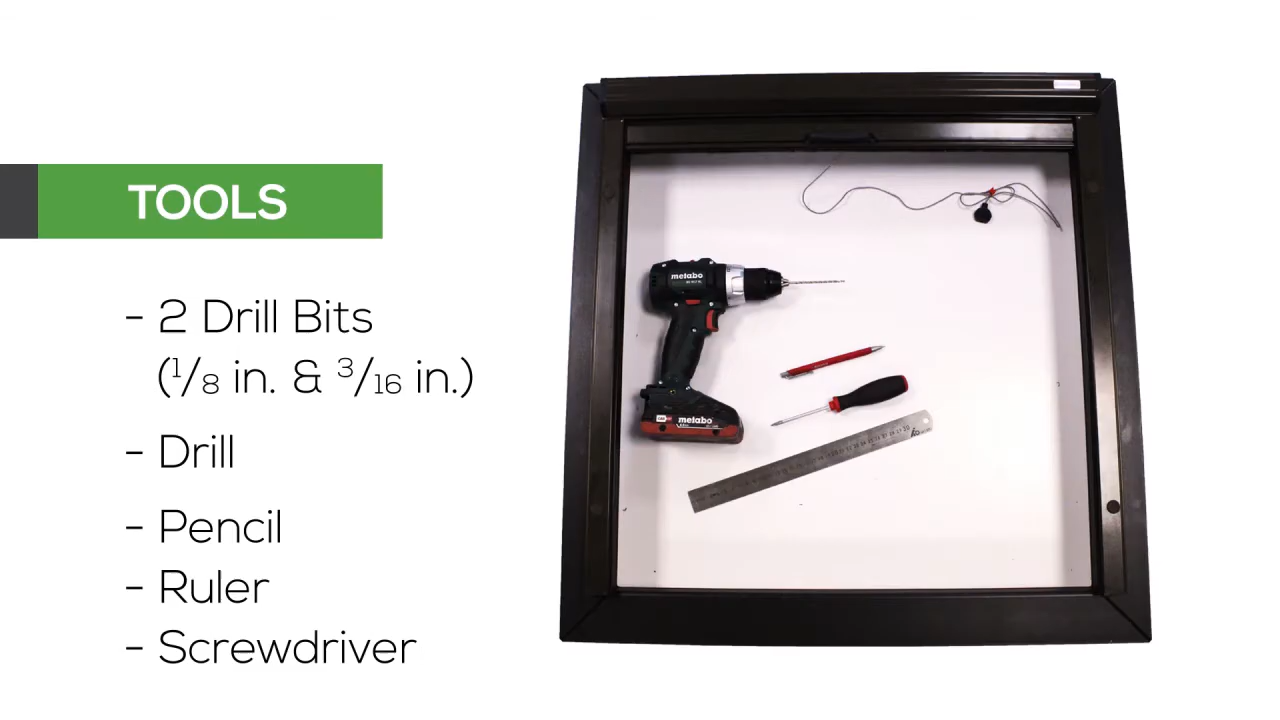 TOOLS
- 2 Drill Bits
(1/8 in. & 3/16 in.)
- Drill
- Pencil
- Ruler
- Screwdriver
metabo
metabo